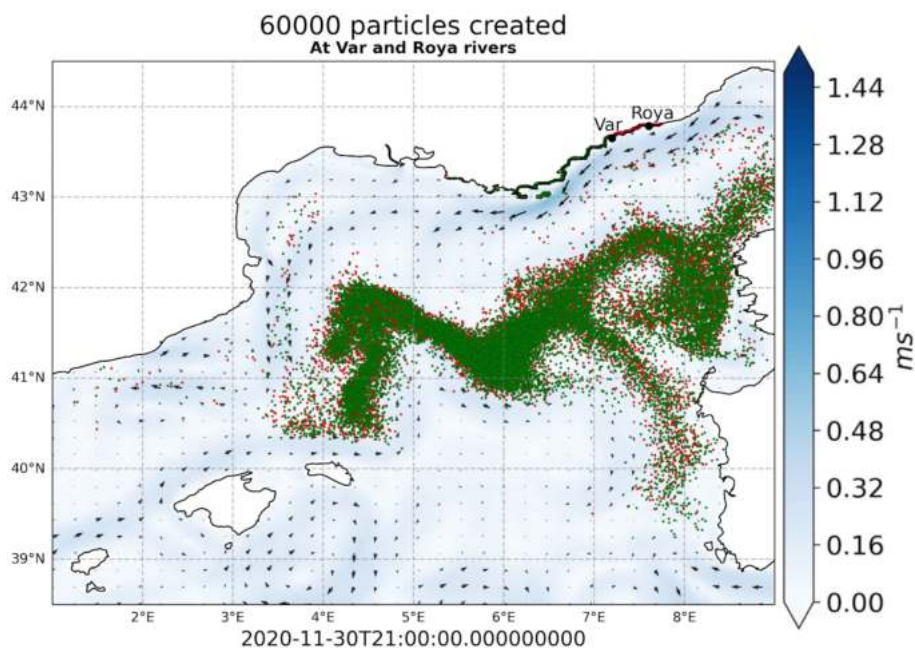 60000 particles created
At Var and Roya rivers
44°N
43°N
42°N
41°N
40°N
39°N
Var
Roya
2°E 3°E 4°E 5°E 6°E 7°E 8°E
2020-11-30T21:00:00.000000000
1.44
1.28
1.12
0.96
0.80
0.64
0.48
0.32
0.16
0.00
ms⁻¹